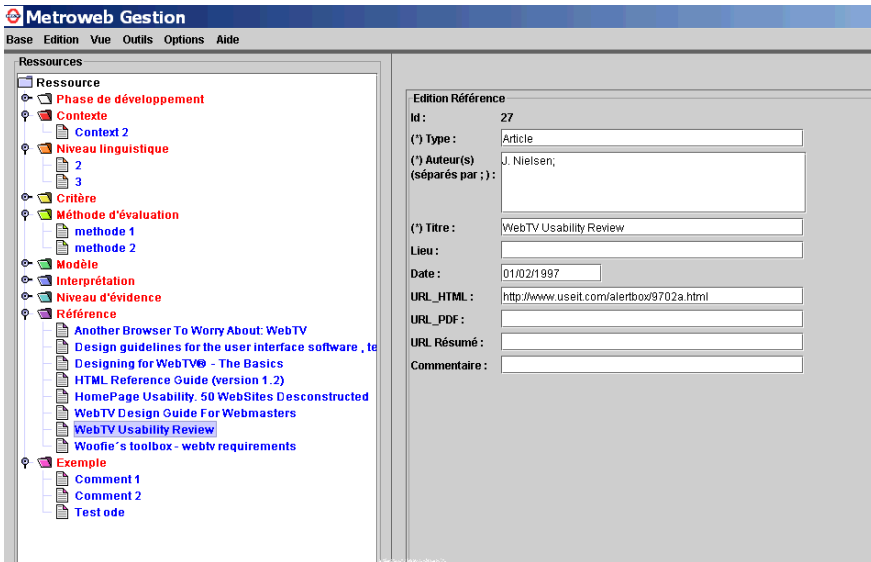 Metroweb Gestion
Base Edition Vue Outils Options Aide
Ressources
Ressource
Phase de développement
Contexte
Context 2
Niveau linguistique
2
3
Critère
Méthode d'évaluation
methode 1
methode 2
Modèle
Interprétation
Niveau d'évidence
Référence
Another Browser To Worry About: WebTV
Design guidelines for the user interface software , te
Designing for WebTV® - The Basics
HTML Reference Guide (version 1.2)
HomePage Usability. 50 WebSites Desconstructed
WebTV Design Guide For Webmasters
WebTV Usability Review
Woofie´s toolbox - webtv requirements
Exemple
Comment 1
Comment 2
Test ode
Edition Référence
Id : 27
(*) Type : Article
(*) Auteur(s) J. Nielsen;
(séparés par ; ) :
(*) Titre : WebTV Usability Review
Lieu :
Date : 01/02/1997
URL_HTML : http://www.useit.com/alertbox/9702a.html
URL_PDF :
URL Résumé :
Commentaire :